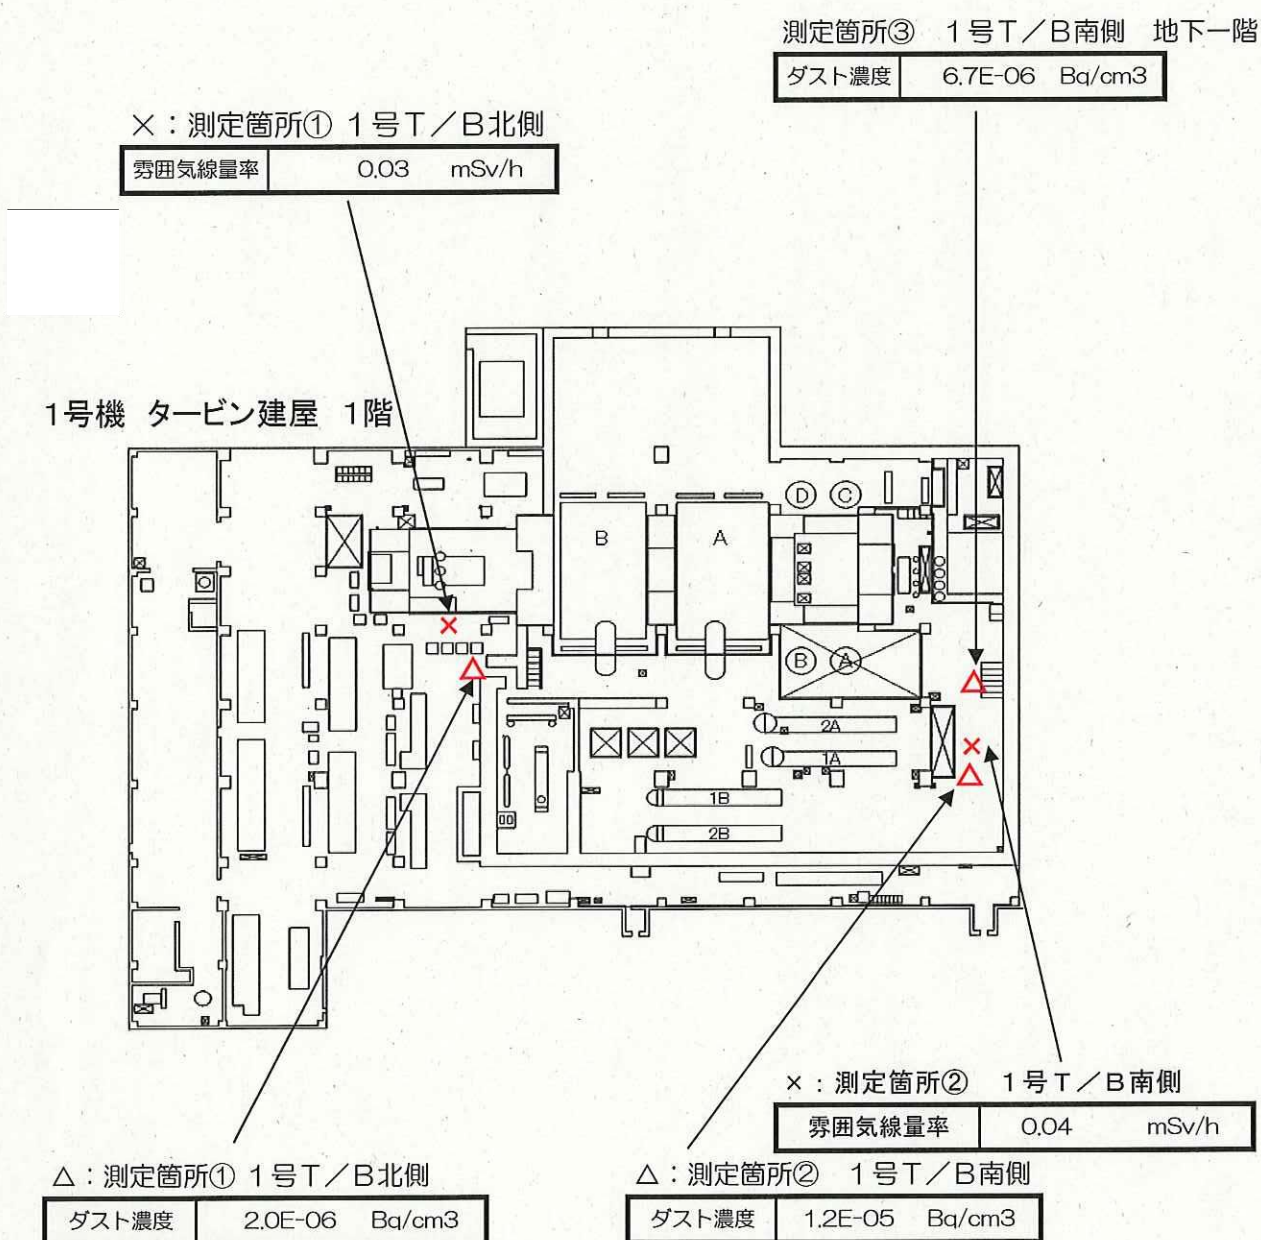 測定箇所③ 1号T/B南側 地下一階
ダスト濃度 6.7E-06 Bq/cm3
×:測定箇所① 1号T/B北側
雰囲気線量率 0.03 mSv/h
1号機 タービン建屋 1階
D C
B A
B A
2A
1A
1B
2B
×:測定箇所② 1号T/B南側
雰囲気線量率 0.04 mSv/h
△:測定箇所① 1号T/B北側
ダスト濃度 2.0E-06 Bq/cm3
△:測定箇所② 1号T/B南側
ダスト濃度 1.2E-05 Bq/cm3